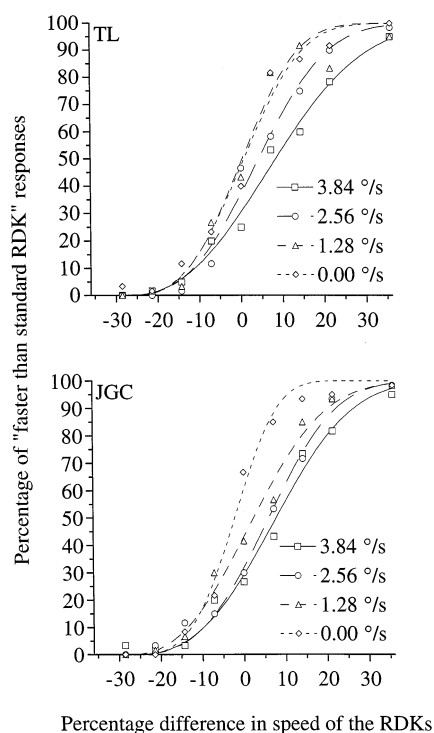 Percentage of "faster than standard RDK" responses
TL
100
90
80
70
60
50
40
30
20
10
0
3.84 °/s
2.56 °/s
1.28 °/s
0.00 °/s
-30 -20 -10 0 10 20 30
JGC
100
90
80
70
60
50
40
30
20
10
0
3.84 °/s
2.56 °/s
1.28 °/s
0.00 °/s
-30 -20 -10 0 10 20 30
Percentage difference in speed of the RDKs